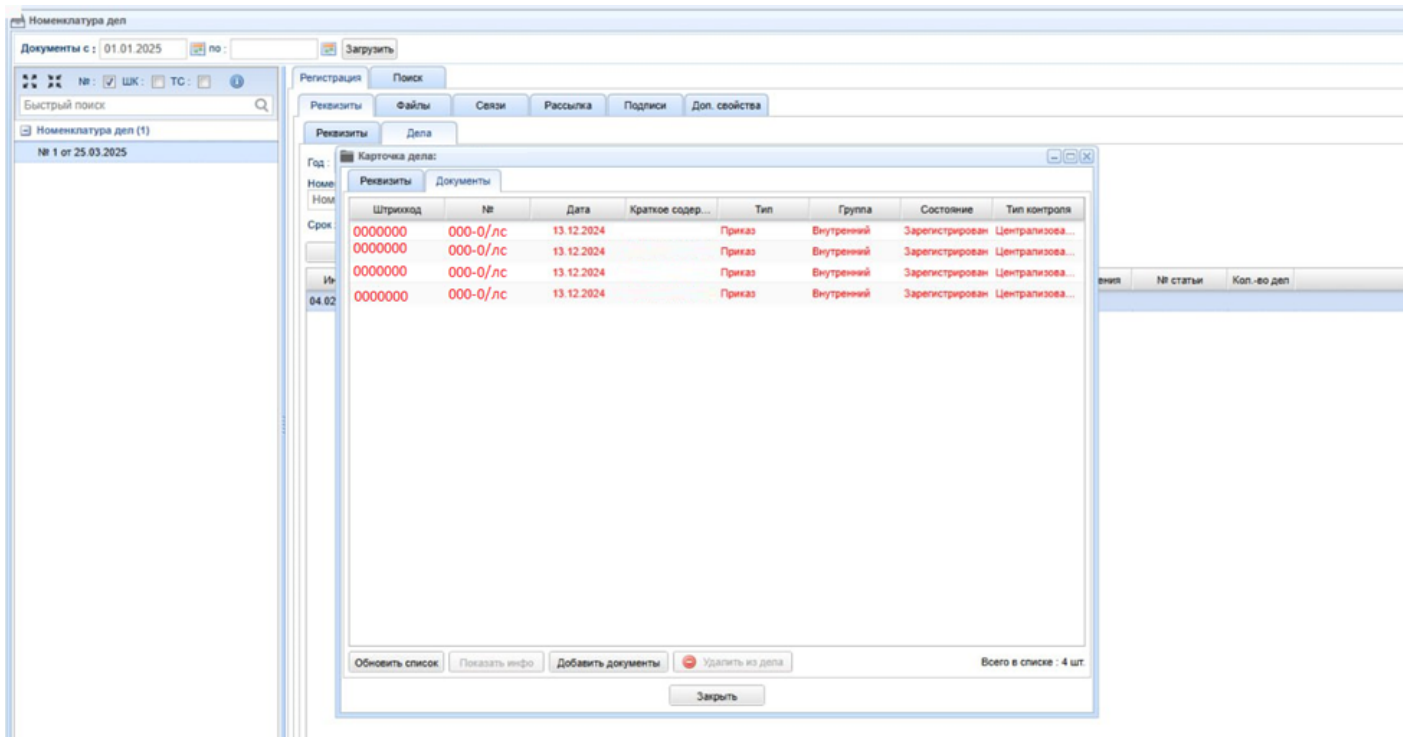 Номенклатура дел
Документы с : 01.01.2025 по : Загрузить
№ : ШК : ТС :
Быстрый поиск
Номенклатура дел (1)
№ 1 от 25.03.2025
Регистрация Поиск
Реквизиты Файлы Связи Рассылка Подписи Доп. свойства
Реквизиты Дела
Год :
Номе
Ном
Срок
Ин
04.02
Карточка дела:
Реквизиты Документы
Штрихкод № Дата Краткое содер... Тип Группа Состояние Тип контроля
0000000 000-0/лс 13.12.2024 Приказ Внутренний Зарегистрирован Централизова...
0000000 000-0/лс 13.12.2024 Приказ Внутренний Зарегистрирован Централизова...
0000000 000-0/лс 13.12.2024 Приказ Внутренний Зарегистрирован Централизова...
0000000 000-0/лс 13.12.2024 Приказ Внутренний Зарегистрирован Централизова...
Обновить список Показать инфо Добавить документы Удалить из дела Всего в списке : 4 шт.
Закрыть
ения № статьи Кол.-во дел